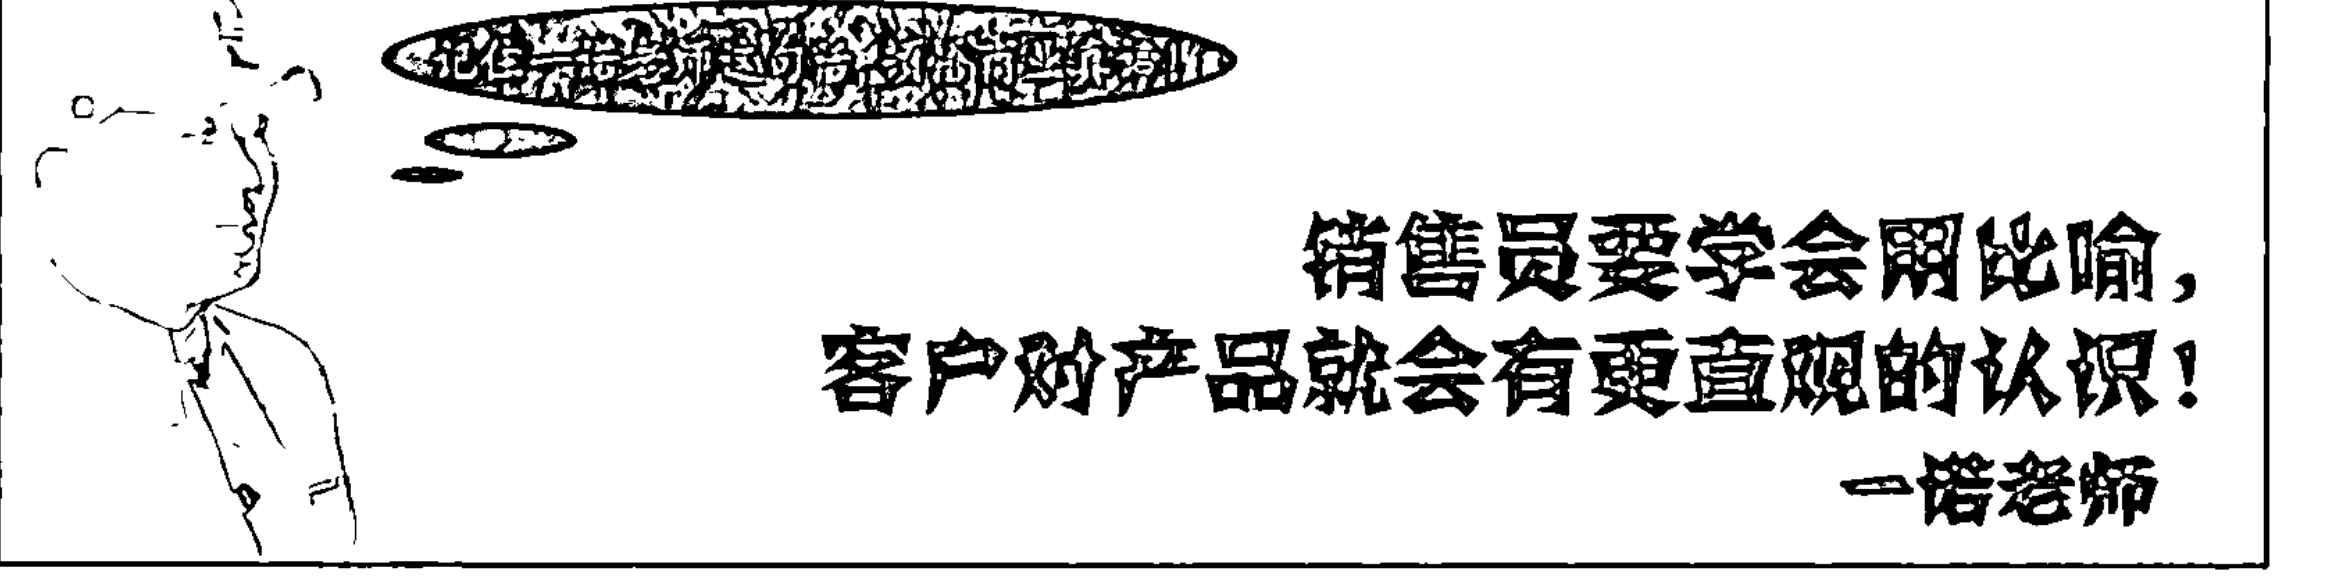 销售员要学会用比喻，
客户对产品就会有更直观的认识！
一诺老师